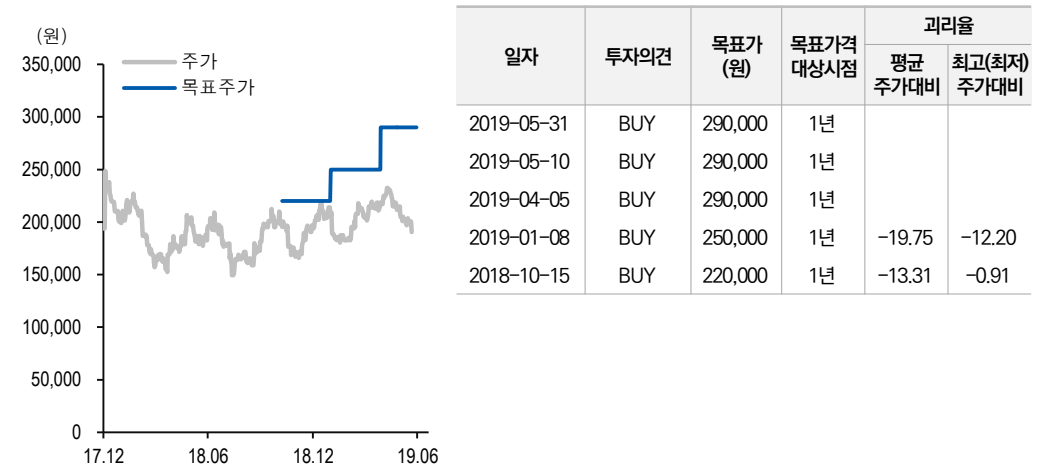 (원)
350,000
300,000
250,000
200,000
150,000
100,000
50,000
0
17.12 18.06 18.12 19.06
주가
목표주가
일자 투자의견 목표가 (원) 목표가격 대상시점 괴리율
평균 주가대비 최고(최저) 주가대비
2019-05-31 BUY 290,000 1년
2019-05-10 BUY 290,000 1년
2019-04-05 BUY 290,000 1년
2019-01-08 BUY 250,000 1년 -19.75 -12.20
2018-10-15 BUY 220,000 1년 -13.31 -0.91